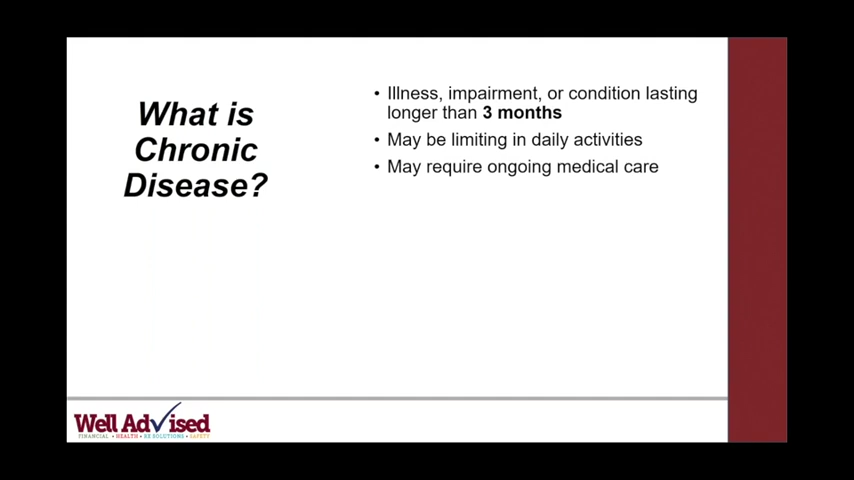 What is
Chronic
Disease?
• Illness, impairment, or condition lasting
longer than 3 months
• May be limiting in daily activities
• May require ongoing medical care
Well Advised
FINANCIAL • HEALTH • RE SOLUTIONS • SAFETY